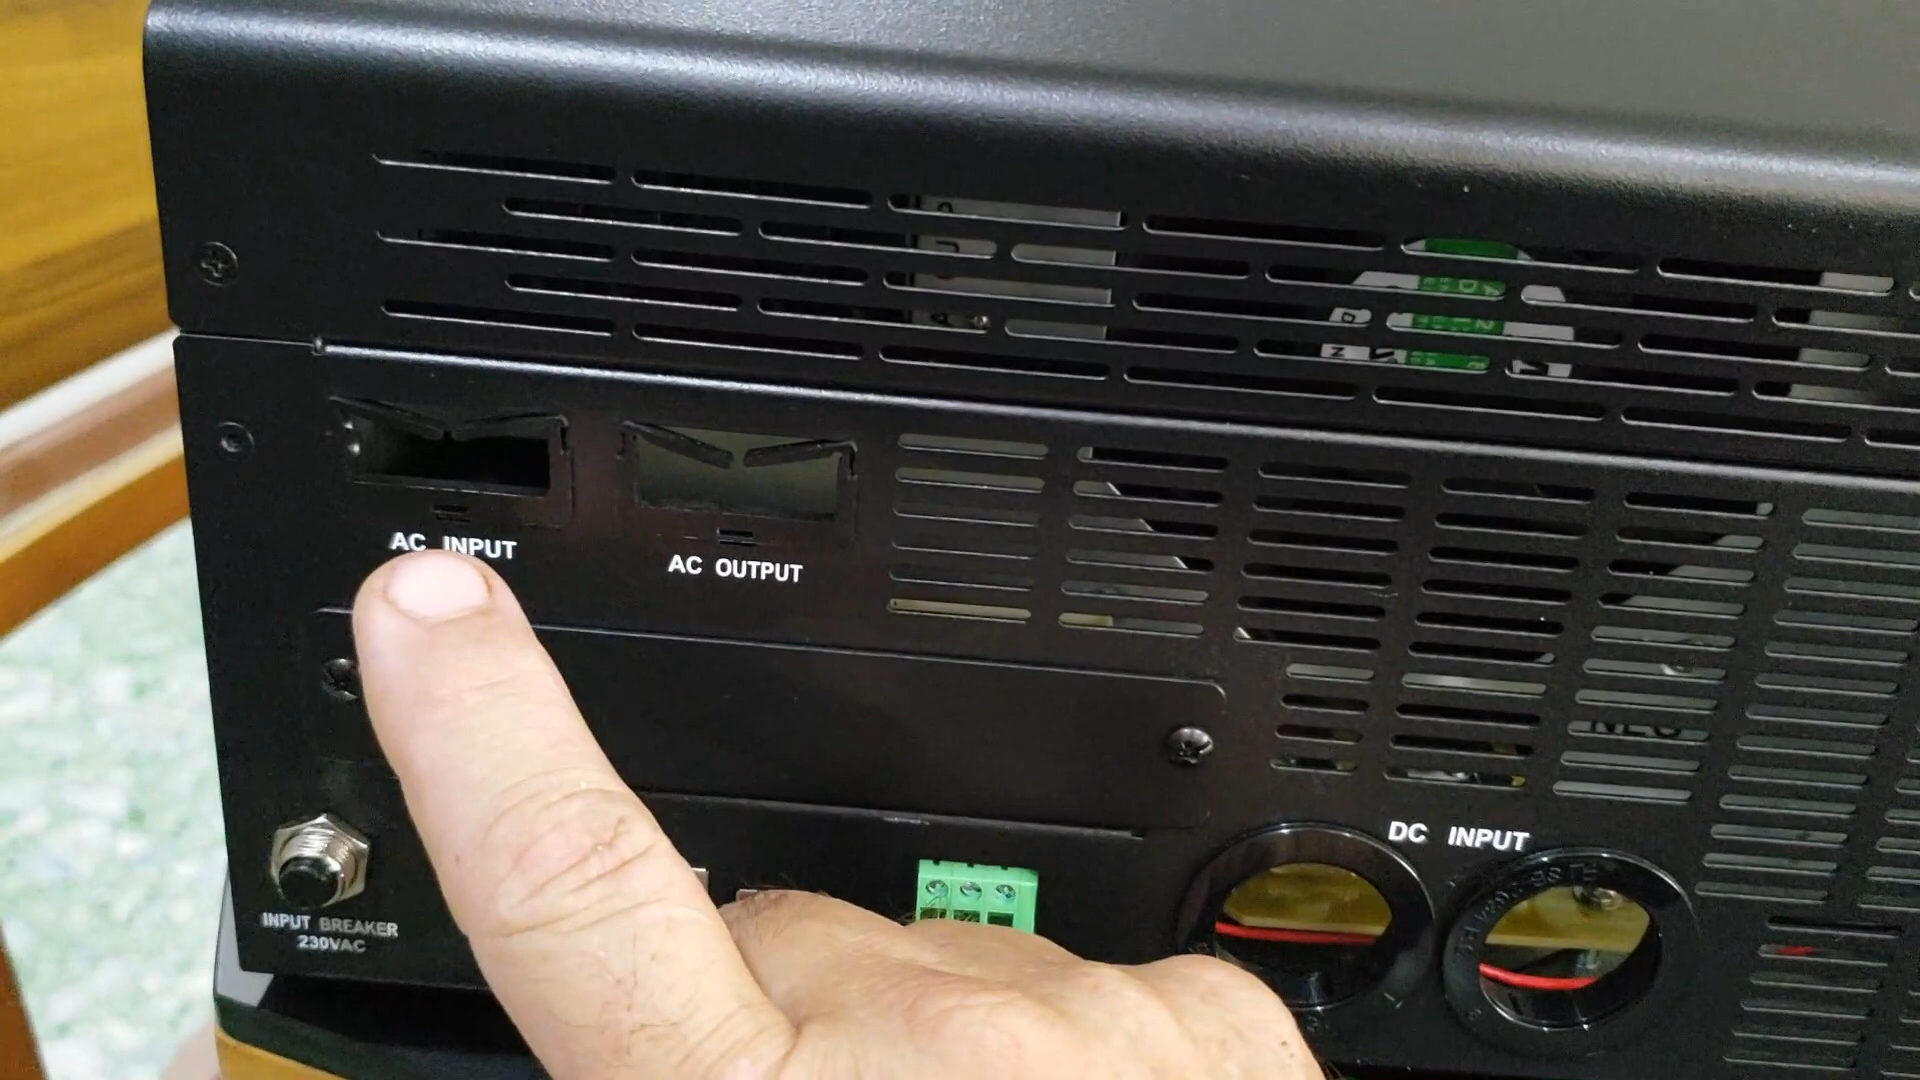 AC INPUT
AC OUTPUT
DC INPUT
INPUT BREAKER
230VAC